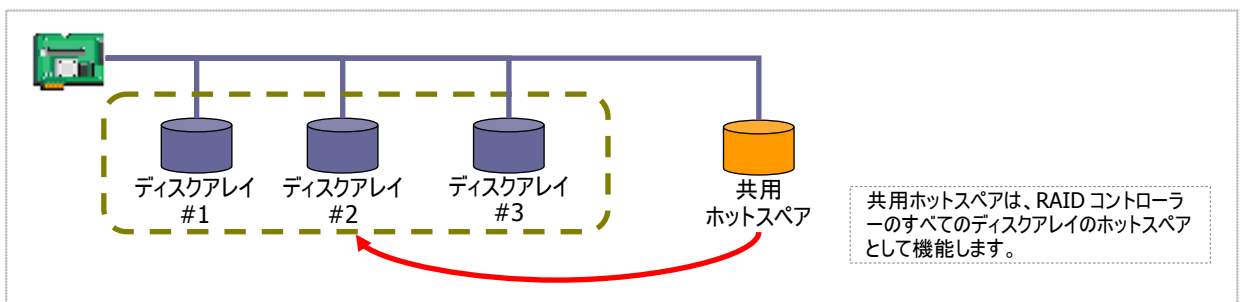 ディスクアレイ
#1
ディスクアレイ
#2
ディスクアレイ
#3
共用
ホットスペア
共用ホットスペアは、RAID コントローラ
ーのすべてのディスクアレイのホットスペア
として機能します。